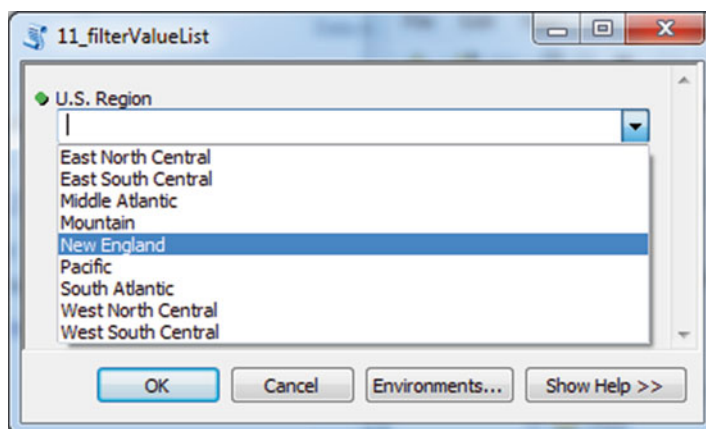 11_filterValueList
U.S. Region
East North Central
East South Central
Middle Atlantic
Mountain
New England
Pacific
South Atlantic
West North Central
West South Central
OK Cancel Environments... Show Help >>